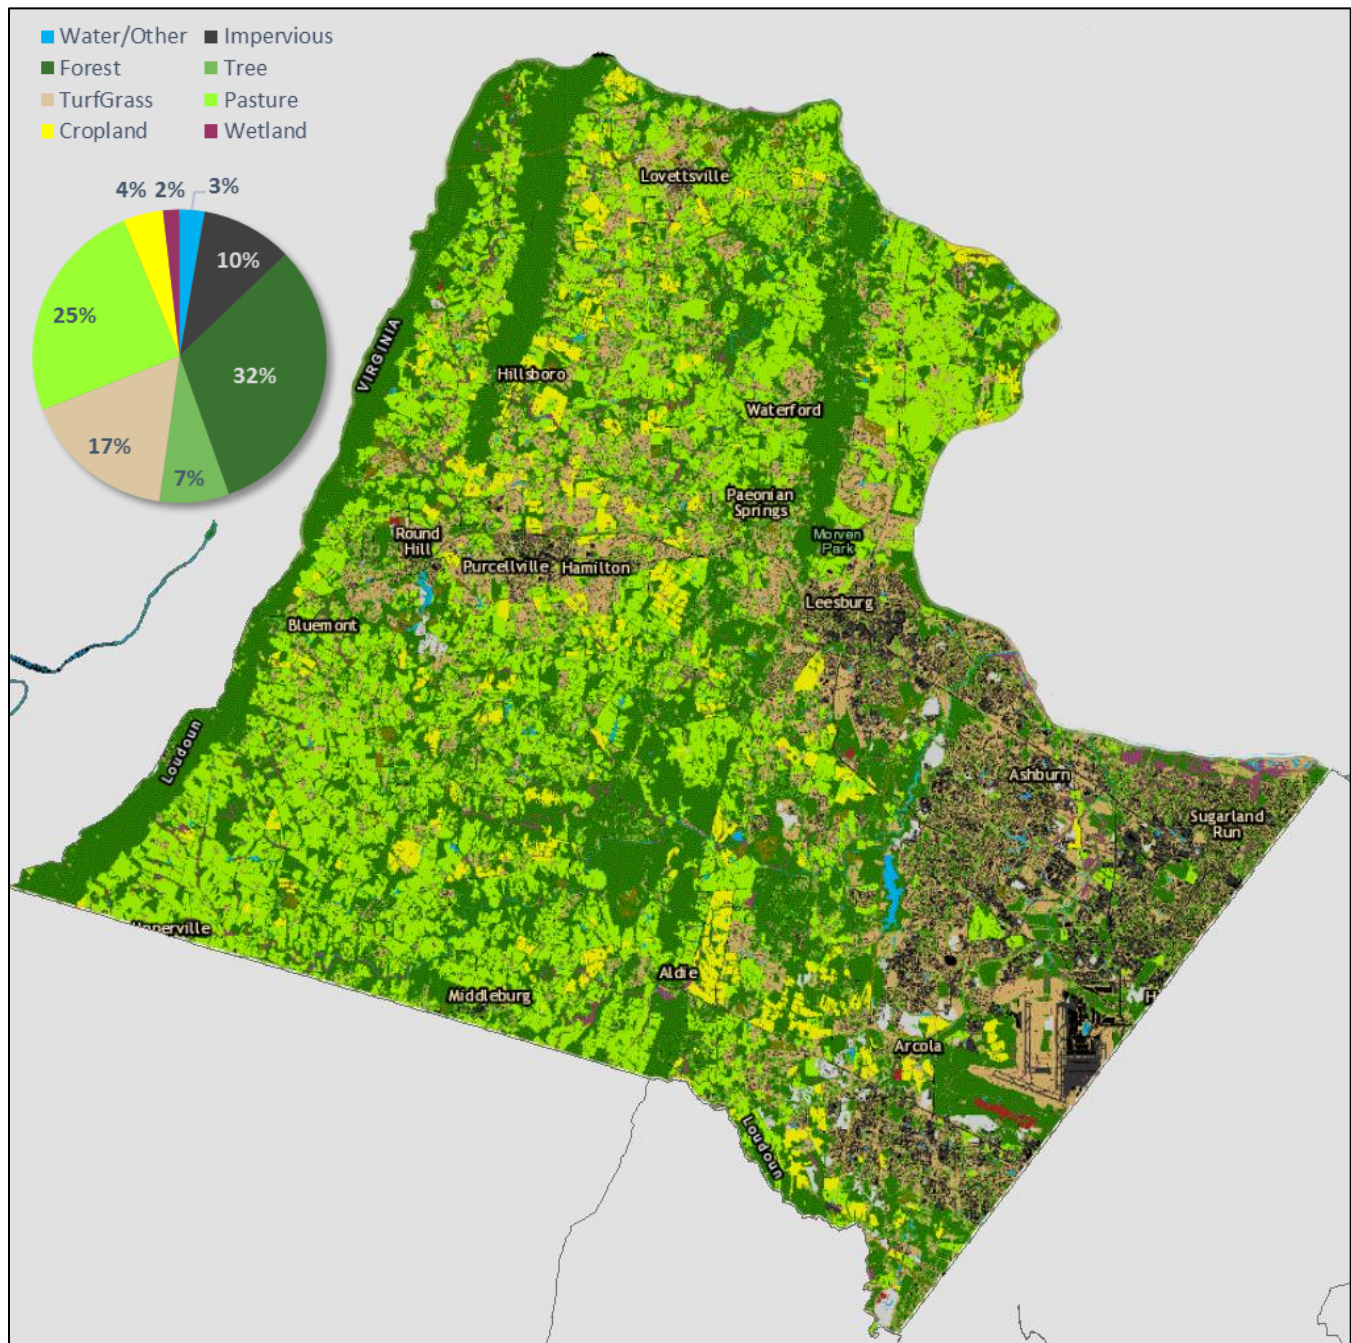 Water/Other Impervious
Forest Tree
TurfGrass Pasture
Cropland Wetland
4% 2% 3%
10%
25%
32%
17%
7%
Lovettsville
VIRGINIA
Hillsboro
Waterford
Paeonian
Springs
Round
Hill
Morven
Park
Purcellville
Hamilton
Leesburg
Bluemont
Loudoun
Ashburn
Sugarland
Run
Aldie
Middleburg
H
Arcola
Loudoun